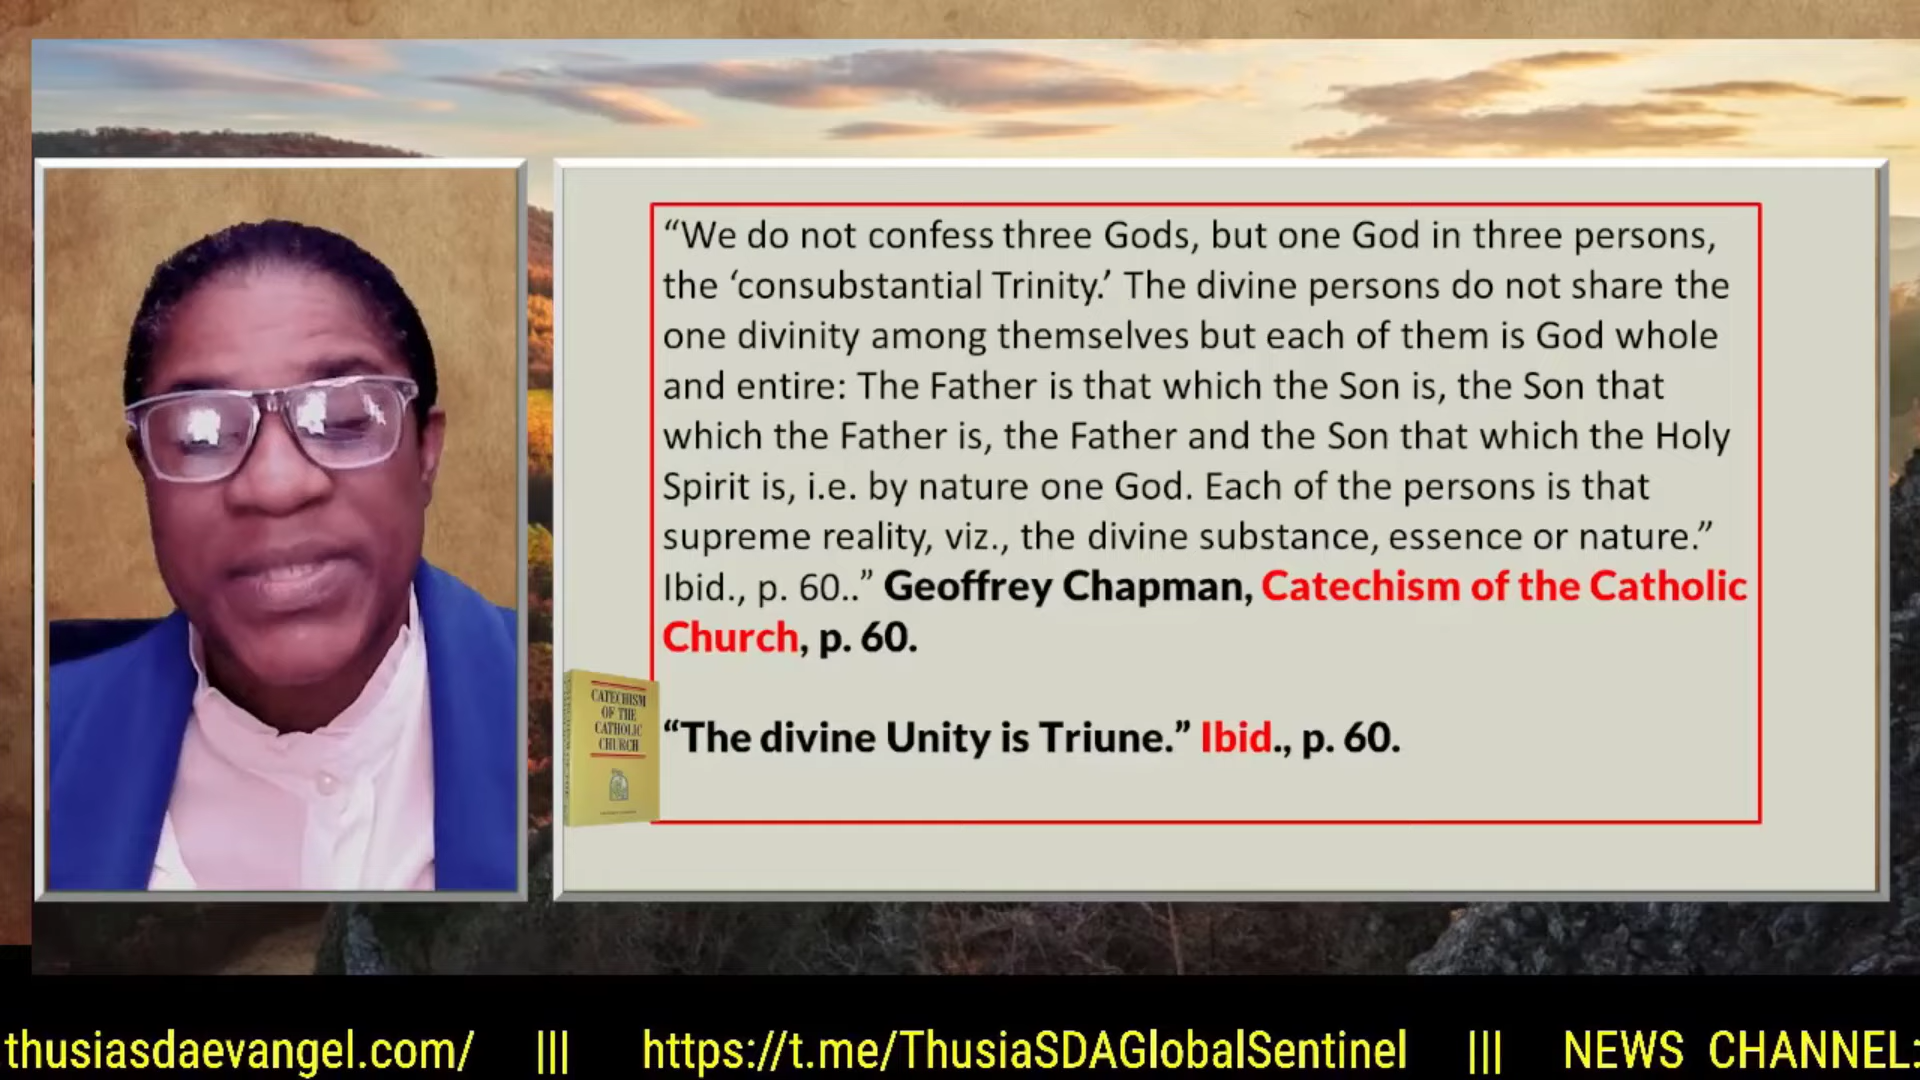 “We do not confess three Gods, but one God in three persons,
the ‘consubstantial Trinity.’ The divine persons do not share the
one divinity among themselves but each of them is God whole
and entire: The Father is that which the Son is, the Son that
which the Father is, the Father and the Son that which the Holy
Spirit is, i.e. by nature one God. Each of the persons is that
supreme reality, viz., the divine substance, essence or nature.”
Ibid., p. 60..” Geoffrey Chapman, Catechism of the Catholic
Church, p. 60.
CATECHISM
OF THE
CATHOLIC
CHURCH
“The divine Unity is Triune.” Ibid., p. 60.
thusiasdaevangel.com/ ||| https://t.me/ThusiaSDAGlobalSentinel ||| NEWS CHANNEL: